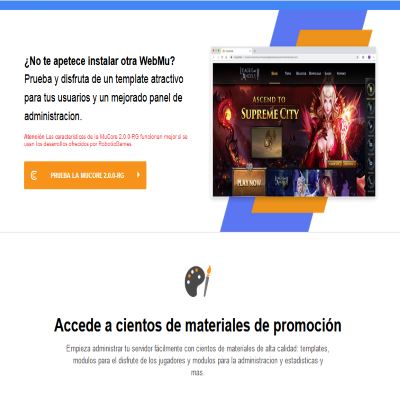 ¿No te apetece instalar otra WebMu?
Prueba y disfruta de un template atractivo
para tus usuarios y un mejorado panel de
administracion.
Atención Las características de la MuCore 2.0.0-RG funcionan mejor si se
usan los desarrollos ofrecidos por RoboticGames
PRUEBA LA MUCORE 2.0.0-RG
ASCEND TO
SUPREME CITY
PLAY NOW
Accede a cientos de materiales de promoción
Empieza administrar tu servidor fácilmente con cientos de materiales de alta calidad: templates,
modulos para el disfrute de los jugadores y modulos para la administracion y estadisticas y
mas.